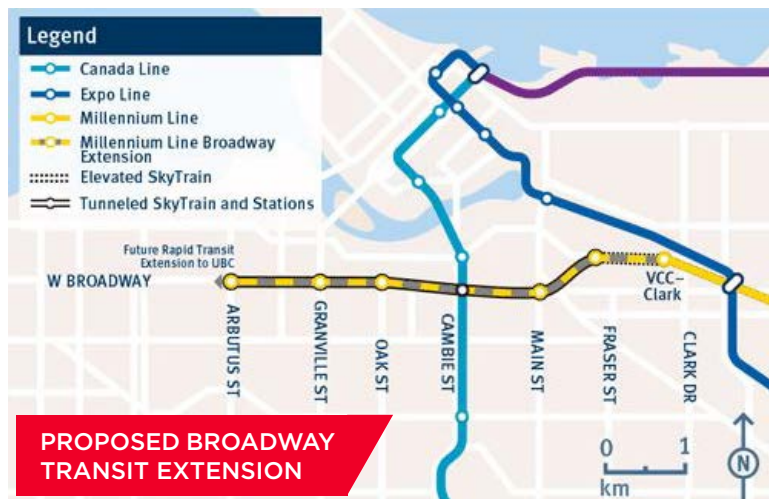 Legend
Canada Line
Expo Line
Millennium Line
Millennium Line Broadway
Extension
Elevated SkyTrain
Tunneled SkyTrain and Stations
Future Rapid Transit
Extension to UBC
W BROADWAY
VCC–
Clark
ARBUTUS ST
GRANVILLE ST
OAK ST
CAMBIE ST
MAIN ST
FRASER ST
CLARK DR
PROPOSED BROADWAY
TRANSIT EXTENSION
0 1
km
N